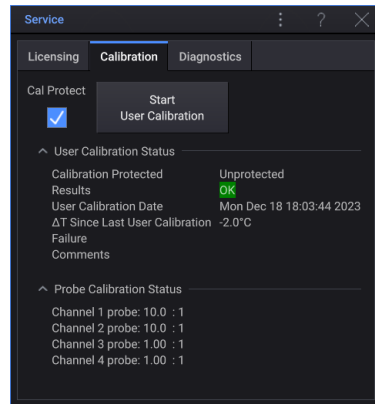 Service
Licensing Calibration Diagnostics
Cal Protect
Start
User Calibration
User Calibration Status
Calibration Protected Unprotected
Results OK
User Calibration Date Mon Dec 18 18:03:44 2023
ΔT Since Last User Calibration -2.0°C
Failure
Comments
Probe Calibration Status
Channel 1 probe: 10.0 : 1
Channel 2 probe: 10.0 : 1
Channel 3 probe: 1.00 : 1
Channel 4 probe: 1.00 : 1